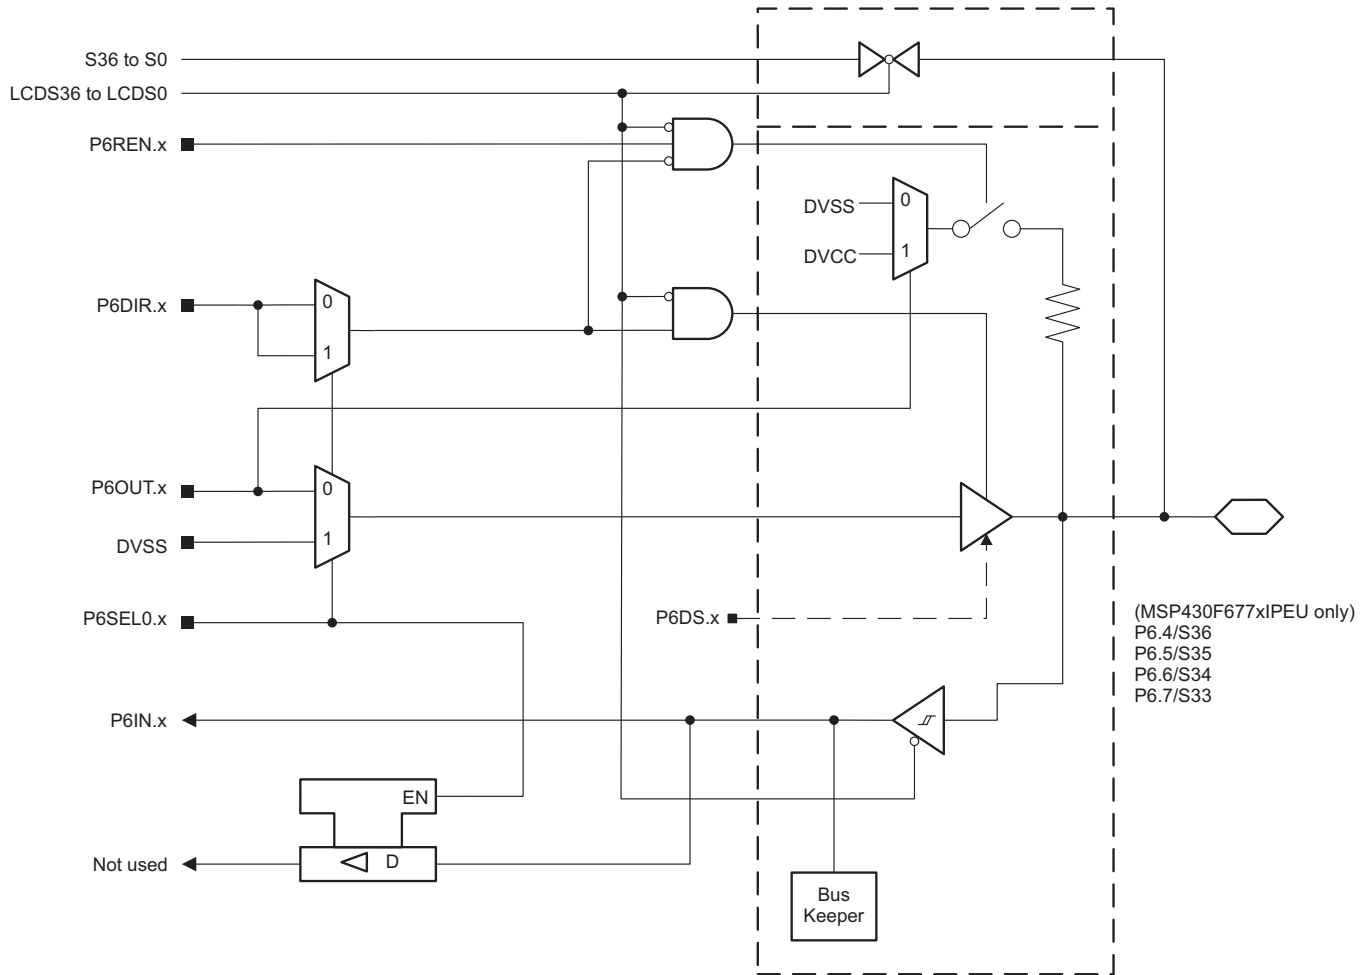 S36 to S0
LCDS36 to LCDS0
P6REN.x
DVSS
0
DVCC
1
P6DIR.x
0
1
P6OUT.x
0
DVSS
1
P6SEL0.x
P6DS.x
(MSP430F677xIPEU only)
P6.4/S36
P6.5/S35
P6.6/S34
P6.7/S33
P6IN.x
EN
Not used
D
Bus
Keeper